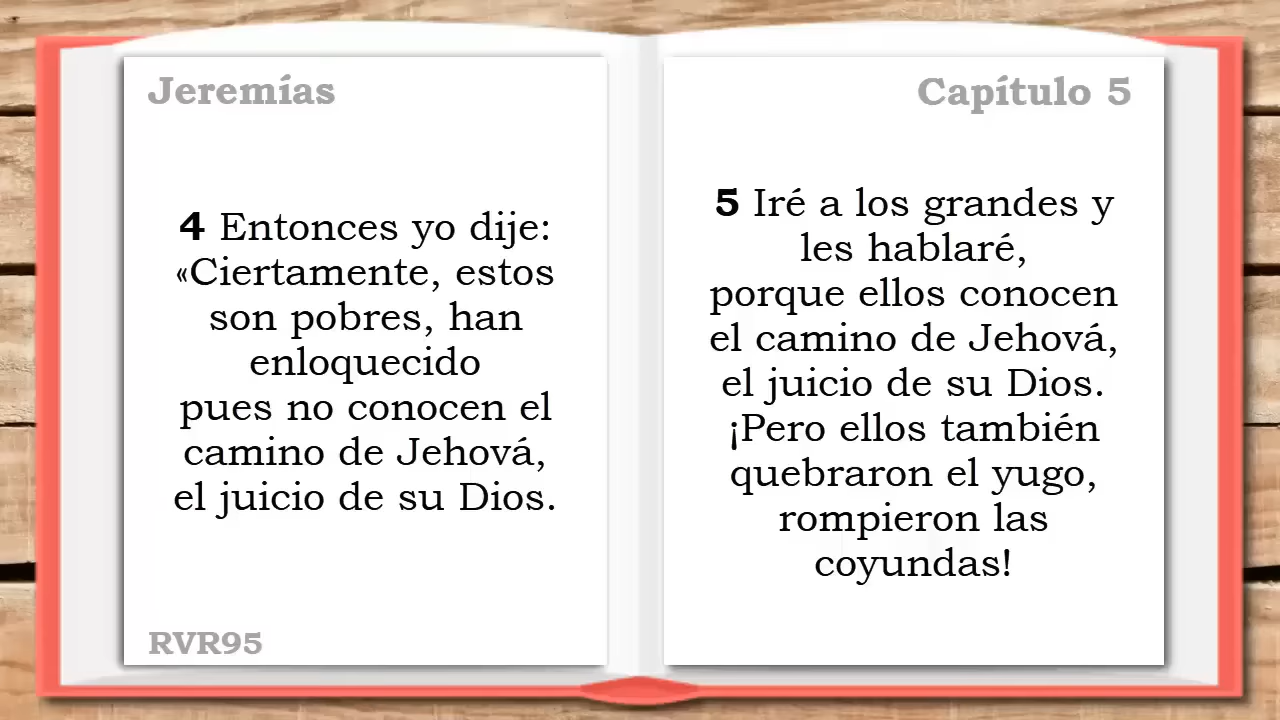 Jeremías
4 Entonces yo dije:
«Ciertamente, estos
son pobres, han
enloquecido
pues no conocen el
camino de Jehová,
el juicio de su Dios.
RVR95
Capítulo 5
5 Iré a los grandes y
les hablaré,
porque ellos conocen
el camino de Jehová,
el juicio de su Dios.
¡Pero ellos también
quebraron el yugo,
rompieron las
coyundas!